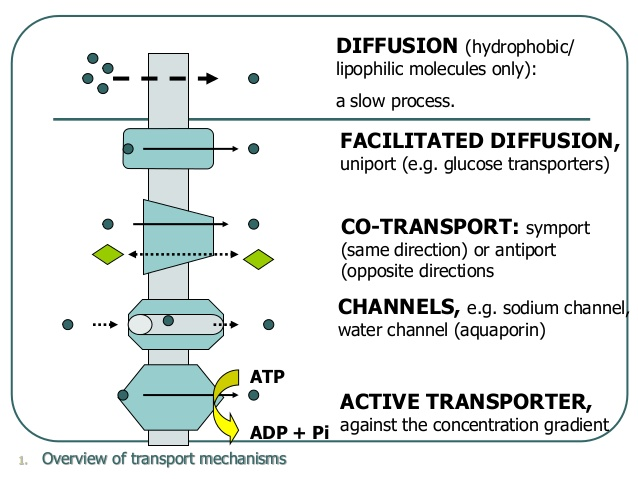 DIFFUSION (hydrophobic/
lipophilic molecules only):
a slow process.
FACILITATED DIFFUSION,
uniport (e.g. glucose transporters)
CO-TRANSPORT: symport
(same direction) or antiport
(opposite directions
CHANNELS, e.g. sodium channel,
water channel (aquaporin)
ATP
ADP + Pi
ACTIVE TRANSPORTER,
against the concentration gradient
1. Overview of transport mechanisms